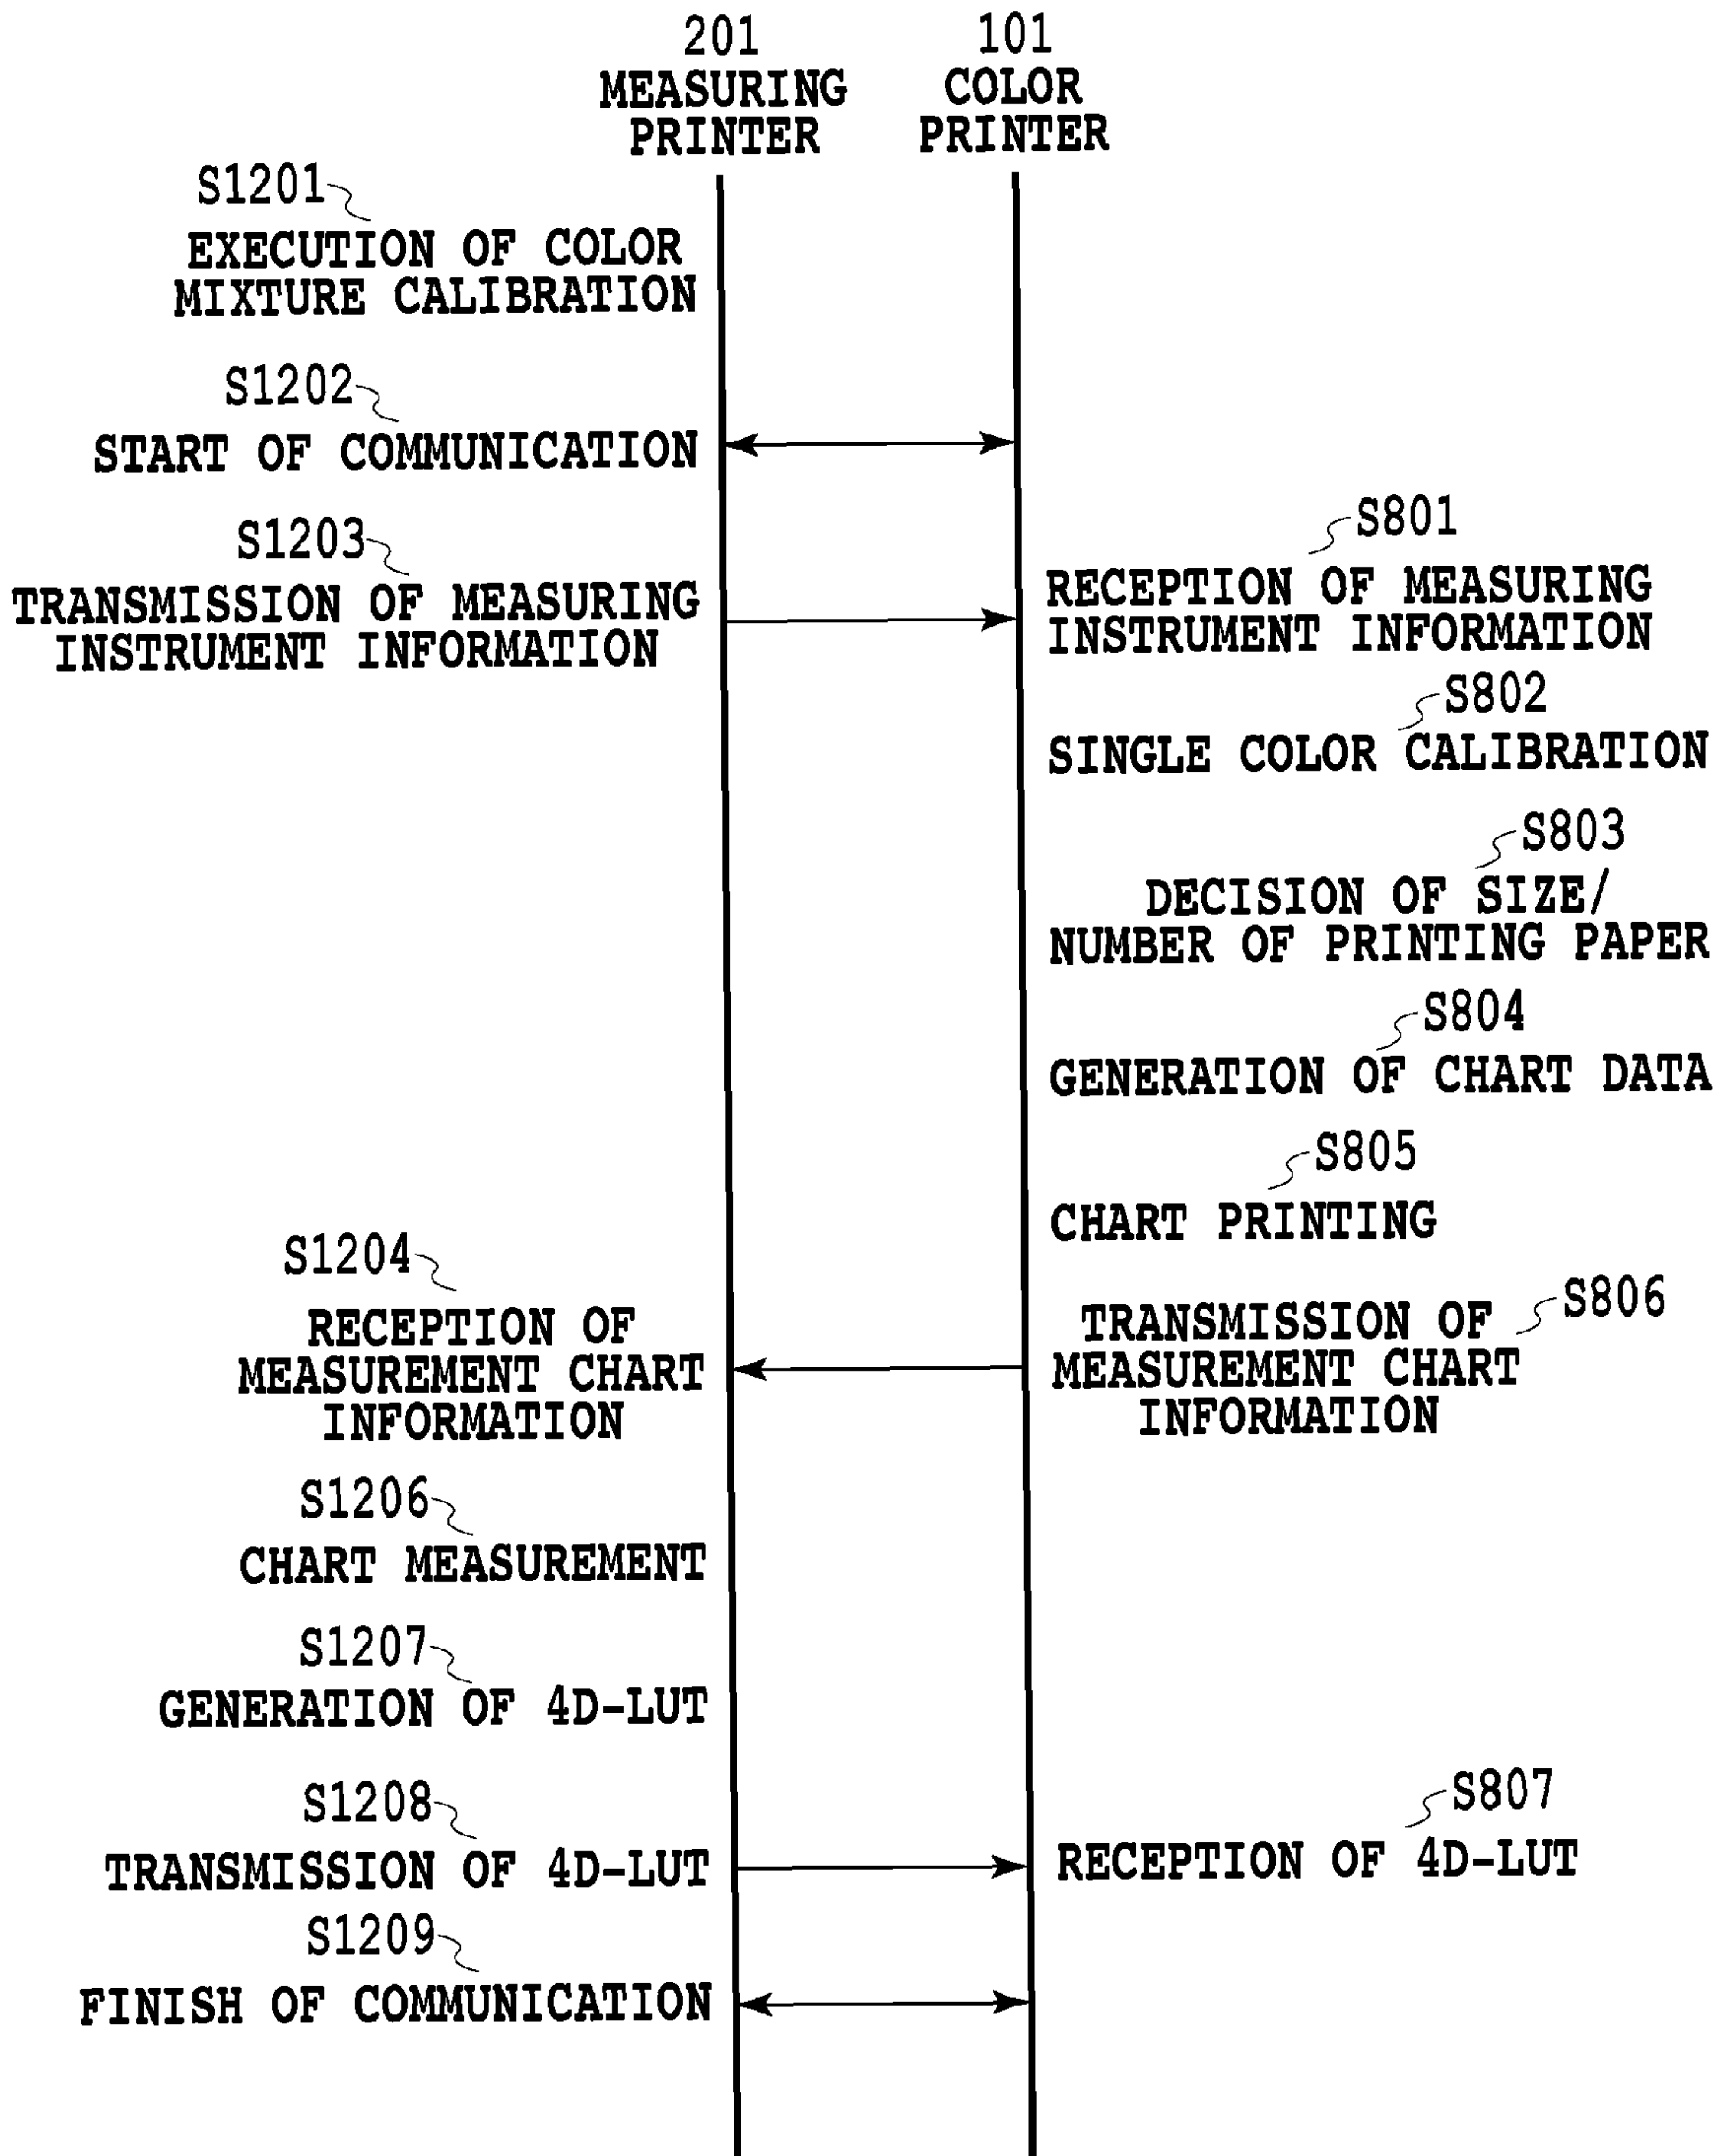 201
MEASURING
PRINTER
101
COLOR
PRINTER
S1201
EXECUTION OF COLOR
MIXTURE CALIBRATION
S1202
START OF COMMUNICATION
S1203
TRANSMISSION OF MEASURING
INSTRUMENT INFORMATION
S801
RECEPTION OF MEASURING
INSTRUMENT INFORMATION
S802
SINGLE COLOR CALIBRATION
S803
DECISION OF SIZE/
NUMBER OF PRINTING PAPER
S804
GENERATION OF CHART DATA
S805
CHART PRINTING
S1204
RECEPTION OF
MEASUREMENT CHART
INFORMATION
S806
TRANSMISSION OF
MEASUREMENT CHART
INFORMATION
S1206
CHART MEASUREMENT
S1207
GENERATION OF 4D-LUT
S1208
TRANSMISSION OF 4D-LUT
S807
RECEPTION OF 4D-LUT
S1209
FINISH OF COMMUNICATION